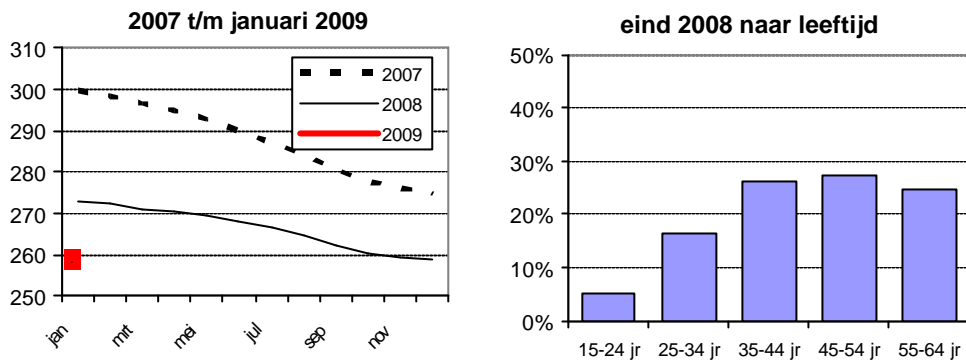 2007 t/m januari 2009
310
300
290
280
270
260
250
2007
2008
2009
jan
mrt
mei
jul
sep
nov
eind 2008 naar leeftijd
50%
40%
30%
20%
10%
0%
15-24 jr
25-34 jr
35-44 jr
45-54 jr
55-64 jr